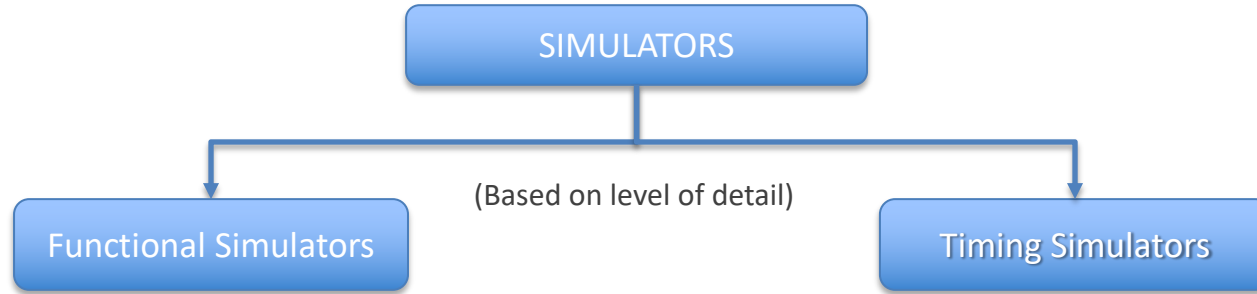 SIMULATORS
(Based on level of detail)
Functional Simulators
Timing Simulators